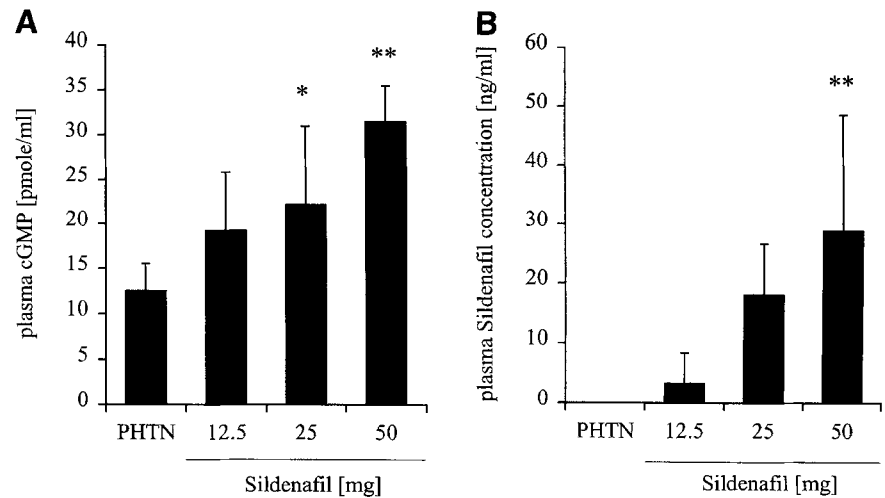 A
B
**
*
40
35
30
25
20
15
10
5
0
plasma cGMP [pmole/ml]
PHTN 12.5 25 50
Sildenafil [mg]
**
60
50
40
30
20
10
0
plasma Sildenafil concentration [ng/ml]
PHTN 12.5 25 50
Sildenafil [mg]